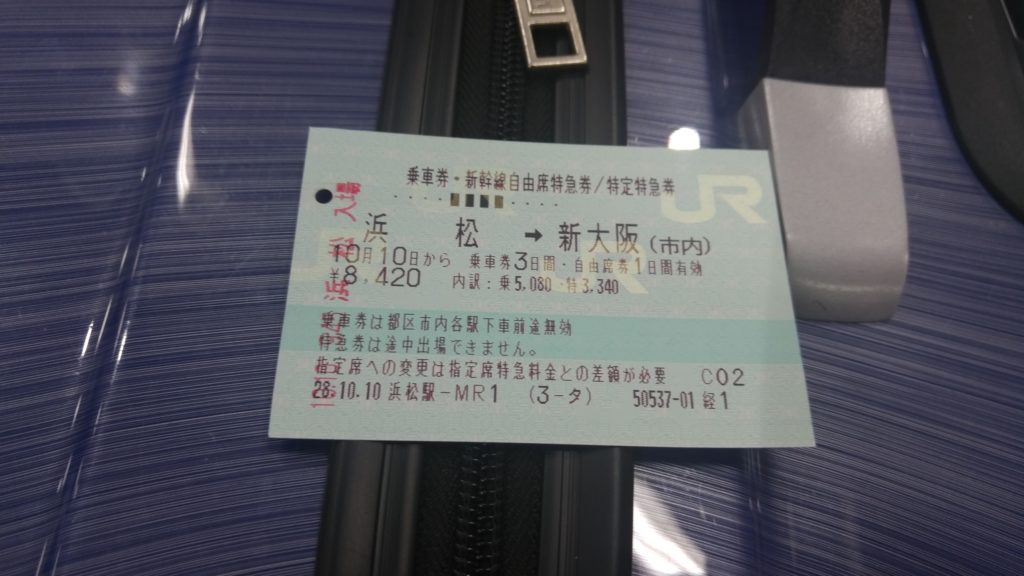 乗車券・新幹線自由席特急券/特定特急券
浜 松 → 新大阪(市内)
10月10日から 乗車券3日間・自由席券1日間有効
¥8,420 内訳:乗5,080・特3,340
乗車券は都区市内各駅下車前途無効
特急券は途中出場できません。
指定席への変更は指定席特急料金との差額が必要 C02
28.10.10 浜松駅-MR1 (3-タ) 50537-01 経1
浜松 入場
JR